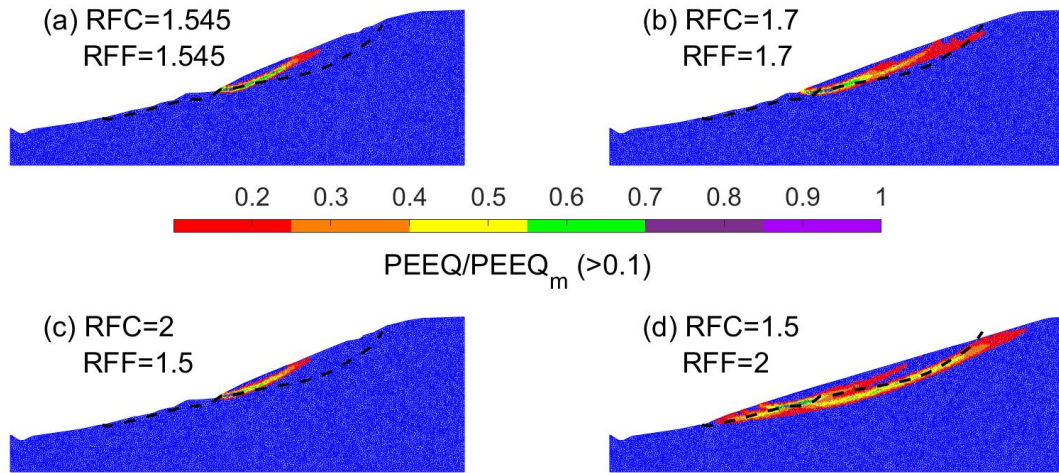 (a) RFC=1.545
RFF=1.545
(b) RFC=1.7
RFF=1.7
0.2 0.3 0.4 0.5 0.6 0.7 0.8 0.9 1
PEEQ/PEEQm (>0.1)
(c) RFC=2
RFF=1.5
(d) RFC=1.5
RFF=2